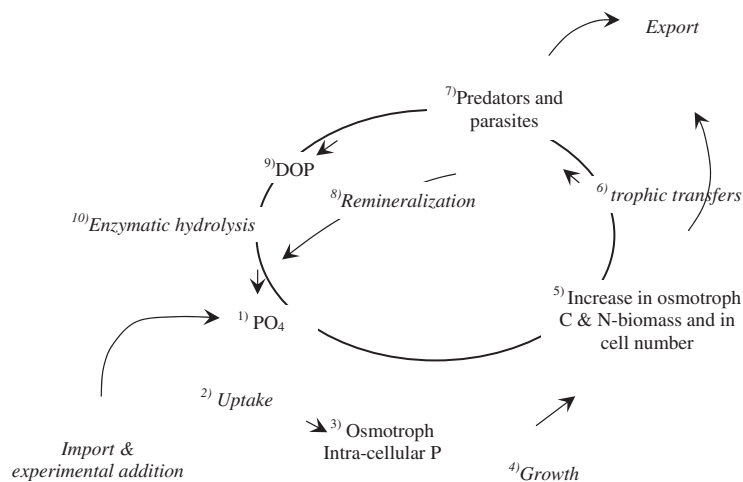 Export
7)Predators and
parasites
9)DOP
8)Remineralization
6) trophic transfers
10)Enzymatic hydrolysis
5) Increase in osmotroph
C & N-biomass and in
cell number
1) PO4
2) Uptake
3) Osmotroph
Intra-cellular P
Import &
experimental addition
4)Growth